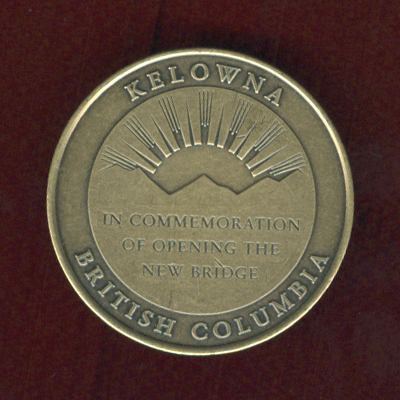 KELOWNA
IN COMMEMORATION
OF OPENING THE
NEW BRIDGE
BRITISH COLUMBIA